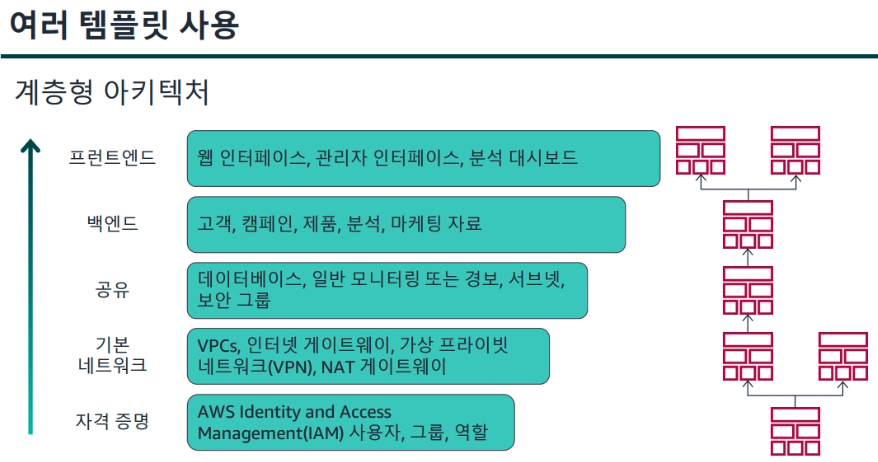 여러 템플릿 사용
계층형 아키텍처
프런트엔드
웹 인터페이스, 관리자 인터페이스, 분석 대시보드
백엔드
고객, 캠페인, 제품, 분석, 마케팅 자료
공유
데이터베이스, 일반 모니터링 또는 경보, 서브넷,
보안 그룹
기본
네트워크
VPCs, 인터넷 게이트웨이, 가상 프라이빗
네트워크(VPN), NAT 게이트웨이
자격 증명
AWS Identity and Access
Management(IAM) 사용자, 그룹, 역할